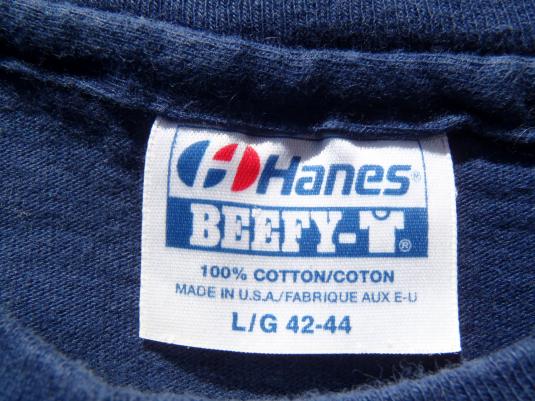 Hanes®
BEEFY-T®
100% COTTON/COTON
MADE IN U.S.A./FABRIQUE AUX E-U
L/G 42-44